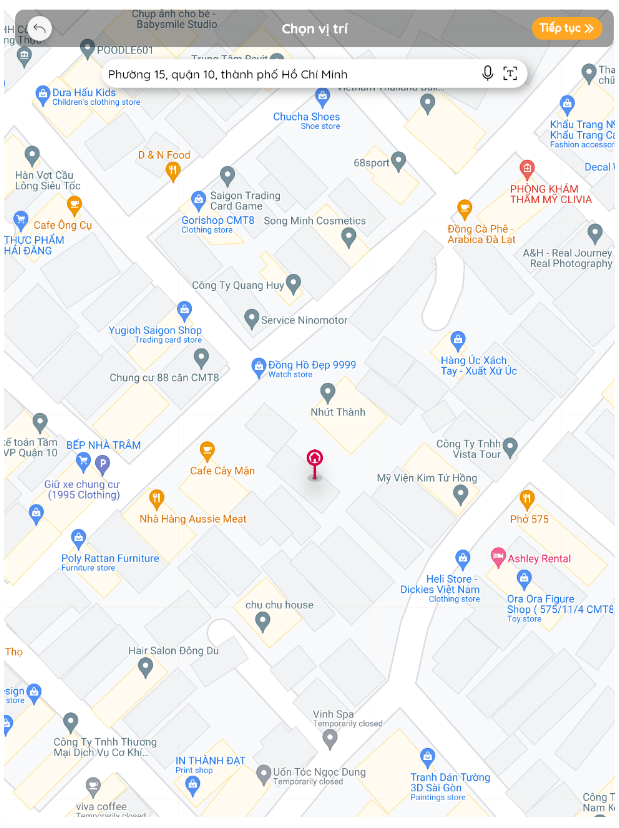 Chụp ảnh cho bé -
Babysmile Studio
Chọn vị trí
Tiếp tục
POODLE601
Phường 15, quận 10, thành phố Hồ Chí Minh
Dưa Hấu Kids
Children's clothing store
Chucha Shoes
Shoe store
Khẩu Trang N9
Khẩu Trang Ca
Fashion accessor
D & N Food
68sport
Decal
Hàn Vợt Cầu
Lông Siêu Tốc
PHÒNG KHÁM
THẨM MỸ CLIVIA
Saigon Trading
Card Game
Gorishop CMT8
Clothing store
Song Minh Cosmetics
Cafe Ông Cụ
THỰC PHẨM
HẢI ĐĂNG
Đồng Cà Phê -
Arabica Đà Lạt
A&H - Real Journey
Real Photography
Công Ty Quang Huy
Service Ninomotor
Yugioh Saigon Shop
Trading card store
Hàng Úc Xách
Tay - Xuất Xứ Úc
Đồng Hồ Đẹp 9999
Watch store
Chung cư 88 căn CMT8
Nhứt Thành
kế toán Tâm
VP Quận 10
BẾP NHÀ TRÂM
Công Ty Tnhh
Vista Tour
Cafe Cây Mận
Mỹ Viện Kim Tứ Hồng
Giữ xe chung cư
(1995 Clothing)
Nhà Hàng Aussie Meat
Phở 575
Poly Rattan Furniture
Furniture store
Ashley Rental
Heli Store -
Dickies Việt Nam
Clothing store
Ora Ora Figure
Shop ( 575/11/4 CMT8
Toy store
chu chu house
Thọ
Hair Salon Đông Du
esign
store
Vinh Spa
Temporarily closed
Công Ty Tnhh Thương
Mại Dịch Vụ Cơ Khí...
IN THÀNH ĐẠT
Print shop
Uốn Tóc Ngọc Dung
Temporarily closed
Tranh Dán Tường
3D Sài Gòn
Paintings store
viva coffee
Temporarily closed
Công T
Nam K